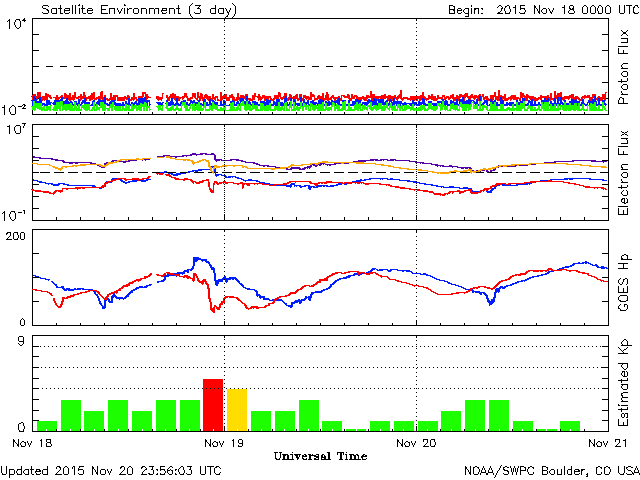 Satellite Environment (3 day)
Begin: 2015 Nov 18 0000 UTC
10^4
10^-2
Proton Flux
10^7
10^-1
Electron Flux
200
0
GOES Hp
9
0
Estimated Kp
Nov 18
Nov 19
Nov 20
Nov 21
Universal Time
Updated 2015 Nov 20 23:56:03 UTC
NOAA/SWPC Boulder, CO USA